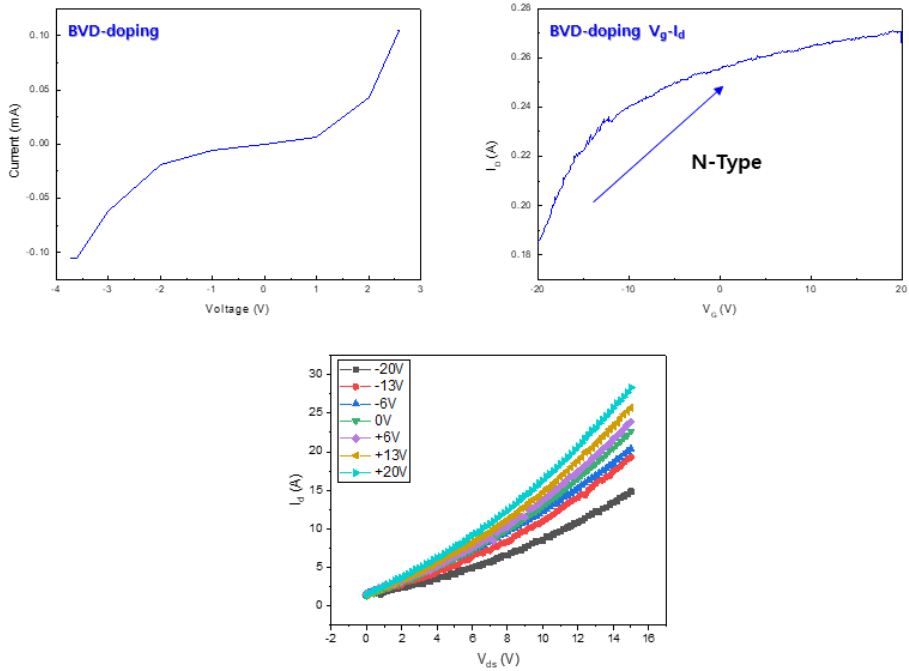 BVD-doping
0.10
0.05
0.00
-0.05
-0.10
Current (mA)
-4 -3 -2 -1 0 1 2 3
Voltage (V)
BVD-doping Vg-Id
0.28
0.26
0.24
0.22
0.20
0.18
ID (A)
N-Type
-20 -10 0 10 20
VG (V)
-20V
-13V
-6V
0V
+6V
+13V
+20V
30
25
20
15
10
5
0
Id (A)
-2 0 2 4 6 8 10 12 14 16
Vds (V)